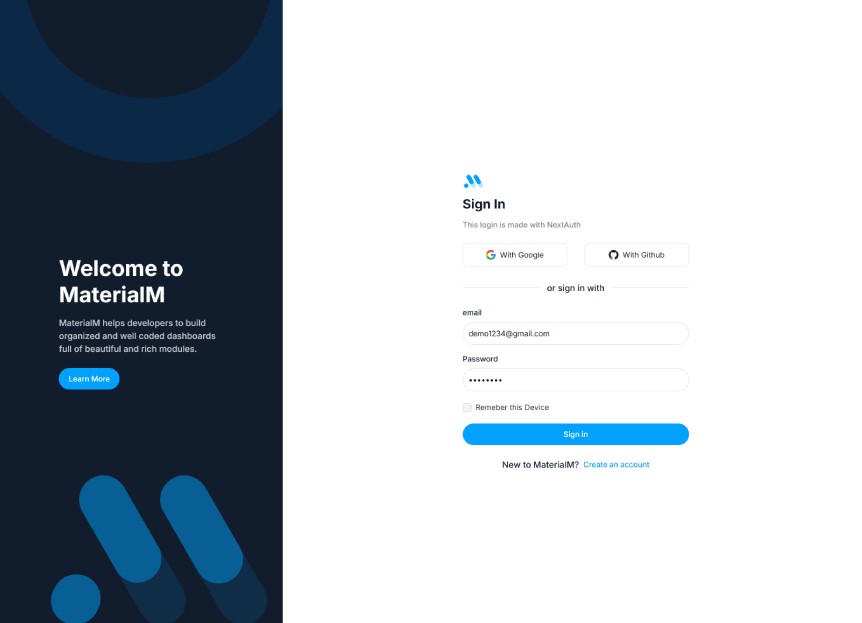 Welcome to
MaterialM
MaterialM helps developers to build
organized and well coded dashboards
full of beautiful and rich modules.
Learn More
Sign In
This login is made with NextAuth
With Google
With Github
or sign in with
email
demo1234@gmail.com
Password
••••••••
Remeber this Device
Sign in
New to MaterialM? Create an account